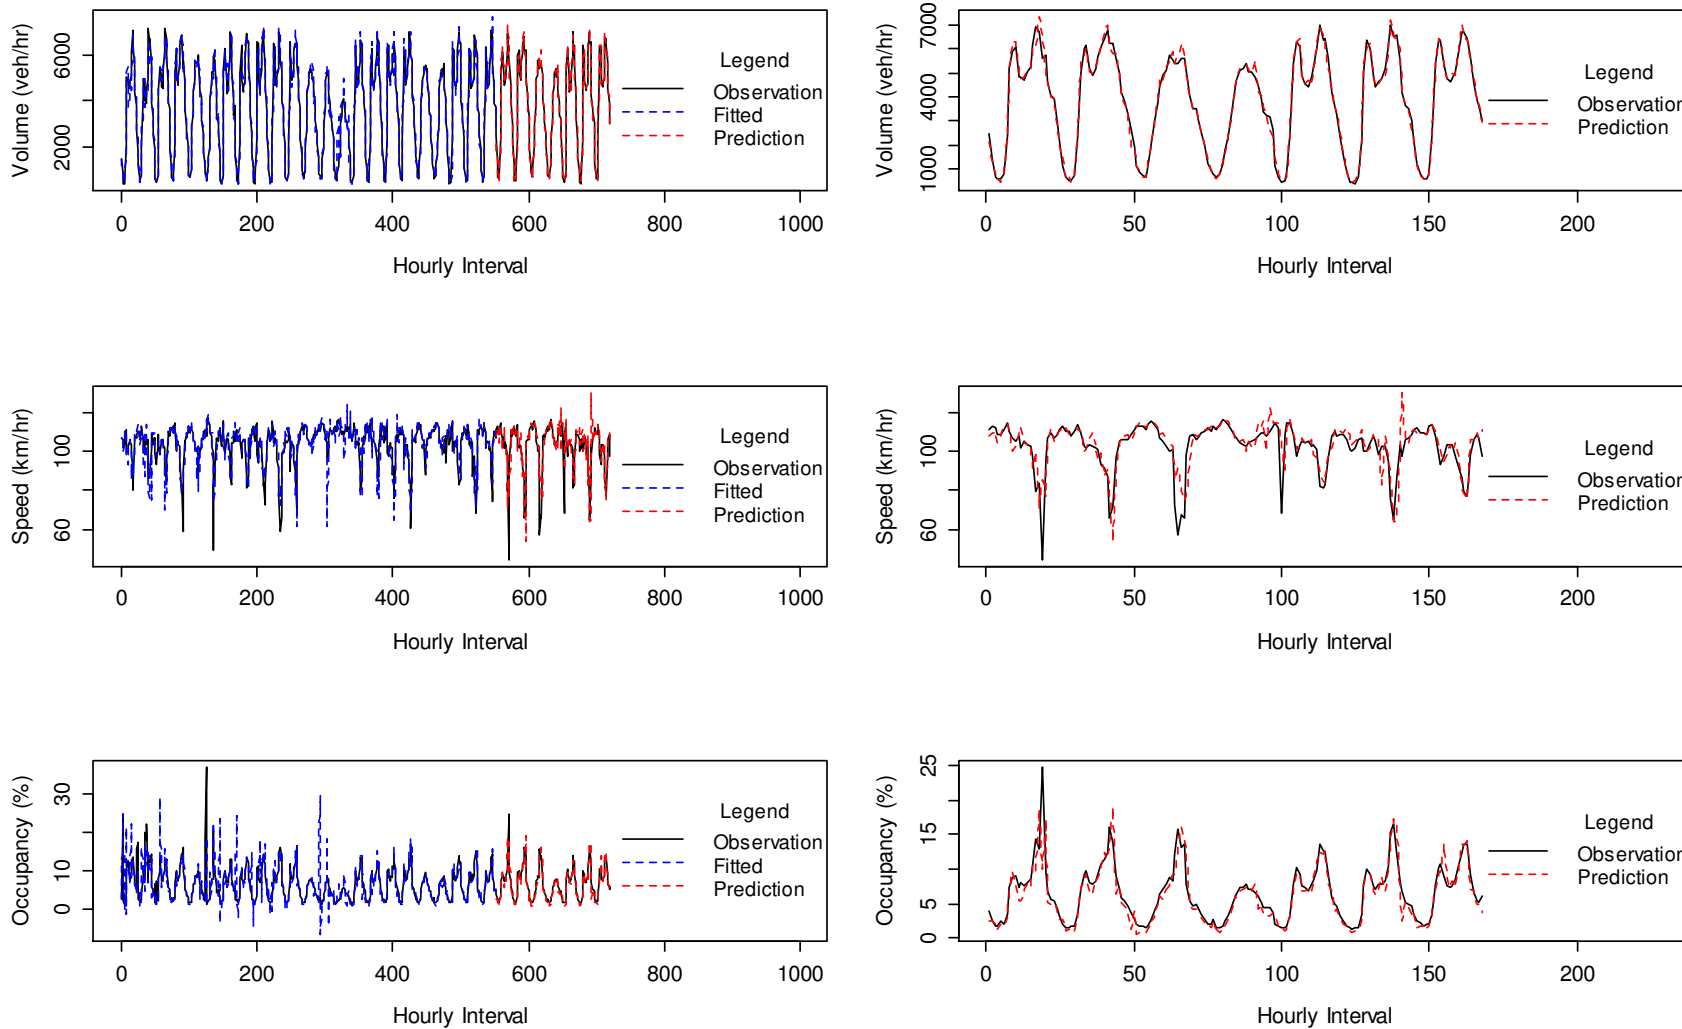 Volume (veh/hr)
2000
6000
0
200
400
600
800
1000
Hourly Interval
Legend
Observation
Fitted
Prediction
Volume (veh/hr)
1000
4000
7000
0
50
100
150
200
Hourly Interval
Legend
Observation
Prediction
Speed (km/hr)
60
100
0
200
400
600
800
1000
Hourly Interval
Legend
Observation
Fitted
Prediction
Speed (km/hr)
60
100
0
50
100
150
200
Hourly Interval
Legend
Observation
Prediction
Occupancy (%)
0
10
30
0
200
400
600
800
1000
Hourly Interval
Legend
Observation
Fitted
Prediction
Occupancy (%)
0
5
15
25
0
50
100
150
200
Hourly Interval
Legend
Observation
Prediction